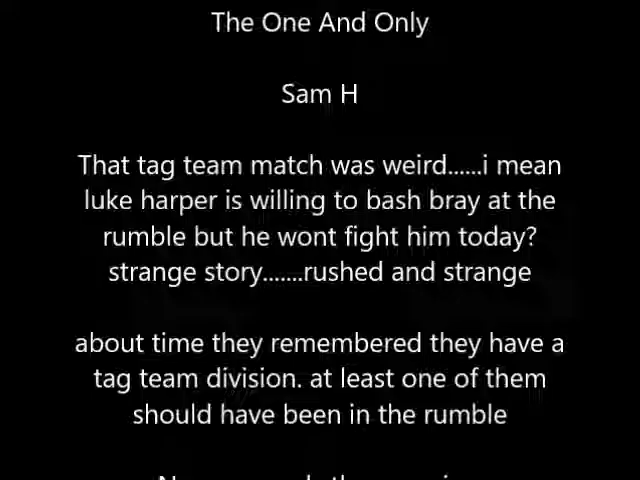 The One And Only
Sam H
That tag team match was weird......i mean
luke harper is willing to bash bray at the
rumble but he wont fight him today?
strange story.......rushed and strange
about time they remembered they have a
tag team division. at least one of them
should have been in the rumble